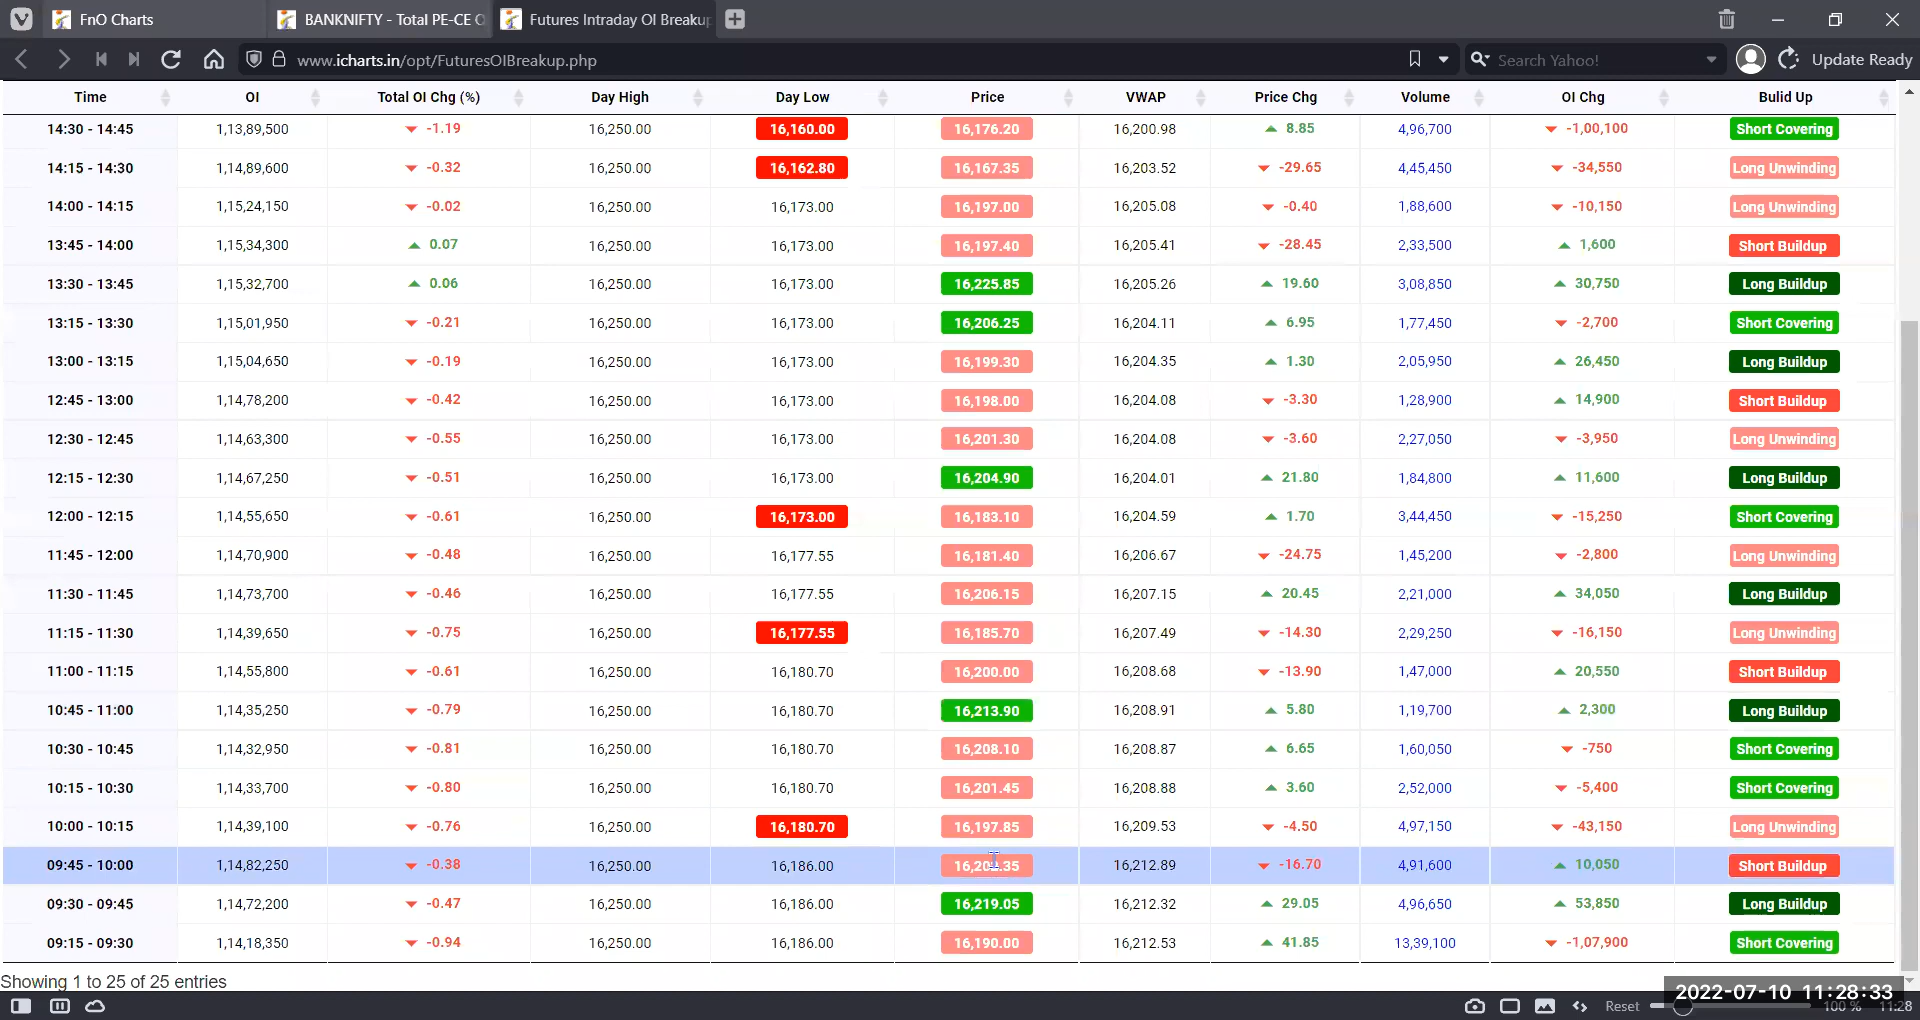 FnO Charts BANKNIFTY - Total PE-CE O Futures Intraday OI Breakup
www.icharts.in/opt/FuturesOIBreakup.php Search Yahoo! Update Ready
Time OI Total OI Chg (%) Day High Day Low Price VWAP Price Chg Volume OI Chg Bulid Up
14:30 - 14:45 1,13,89,500 -1.19 16,250.00 16,160.00 16,176.20 16,200.98 8.85 4,96,700 -1,00,100 Short Covering
14:15 - 14:30 1,14,89,600 -0.32 16,250.00 16,162.80 16,167.35 16,203.52 -29.65 4,45,450 -34,550 Long Unwinding
14:00 - 14:15 1,15,24,150 -0.02 16,250.00 16,173.00 16,197.00 16,205.08 -0.40 1,88,600 -10,150 Long Unwinding
13:45 - 14:00 1,15,34,300 0.07 16,250.00 16,173.00 16,197.40 16,205.41 -28.45 2,33,500 1,600 Short Buildup
13:30 - 13:45 1,15,32,700 0.06 16,250.00 16,173.00 16,225.85 16,205.26 19.60 3,08,850 30,750 Long Buildup
13:15 - 13:30 1,15,01,950 -0.21 16,250.00 16,173.00 16,206.25 16,204.11 6.95 1,77,450 -2,700 Short Covering
13:00 - 13:15 1,15,04,650 -0.19 16,250.00 16,173.00 16,199.30 16,204.35 1.30 2,05,950 26,450 Long Buildup
12:45 - 13:00 1,14,78,200 -0.42 16,250.00 16,173.00 16,198.00 16,204.08 -3.30 1,28,900 14,900 Short Buildup
12:30 - 12:45 1,14,63,300 -0.55 16,250.00 16,173.00 16,201.30 16,204.08 -3.60 2,27,050 -3,950 Long Unwinding
12:15 - 12:30 1,14,67,250 -0.51 16,250.00 16,173.00 16,204.90 16,204.01 21.80 1,84,800 11,600 Long Buildup
12:00 - 12:15 1,14,55,650 -0.61 16,250.00 16,173.00 16,183.10 16,204.59 1.70 3,44,450 -15,250 Short Covering
11:45 - 12:00 1,14,70,900 -0.48 16,250.00 16,177.55 16,181.40 16,206.67 -24.75 1,45,200 -2,800 Long Unwinding
11:30 - 11:45 1,14,73,700 -0.46 16,250.00 16,177.55 16,206.15 16,207.15 20.45 2,21,000 34,050 Long Buildup
11:15 - 11:30 1,14,39,650 -0.75 16,250.00 16,177.55 16,185.70 16,207.49 -14.30 2,29,250 -16,150 Long Unwinding
11:00 - 11:15 1,14,55,800 -0.61 16,250.00 16,180.70 16,200.00 16,208.68 -13.90 1,47,000 20,550 Short Buildup
10:45 - 11:00 1,14,35,250 -0.79 16,250.00 16,180.70 16,213.90 16,208.91 5.80 1,19,700 2,300 Long Buildup
10:30 - 10:45 1,14,32,950 -0.81 16,250.00 16,180.70 16,208.10 16,208.87 6.65 1,60,050 -750 Short Covering
10:15 - 10:30 1,14,33,700 -0.80 16,250.00 16,180.70 16,201.45 16,208.88 3.60 2,52,000 -5,400 Short Covering
10:00 - 10:15 1,14,39,100 -0.76 16,250.00 16,180.70 16,197.85 16,209.53 -4.50 4,97,150 -43,150 Long Unwinding
09:45 - 10:00 1,14,82,250 -0.38 16,250.00 16,186.00 16,212.89 -16.70 4,91,600 10,050 Short Buildup
09:30 - 09:45 1,14,72,200 -0.47 16,250.00 16,186.00 16,219.05 16,212.32 29.05 4,96,650 53,850 Long Buildup
09:15 - 09:30 1,14,18,350 -0.94 16,250.00 16,186.00 16,190.00 16,212.53 41.85 13,39,100 -1,07,900 Short Covering
Showing 1 to 25 of 25 entries
2022-07-10 11:28:33
Reset 100 % 11:28